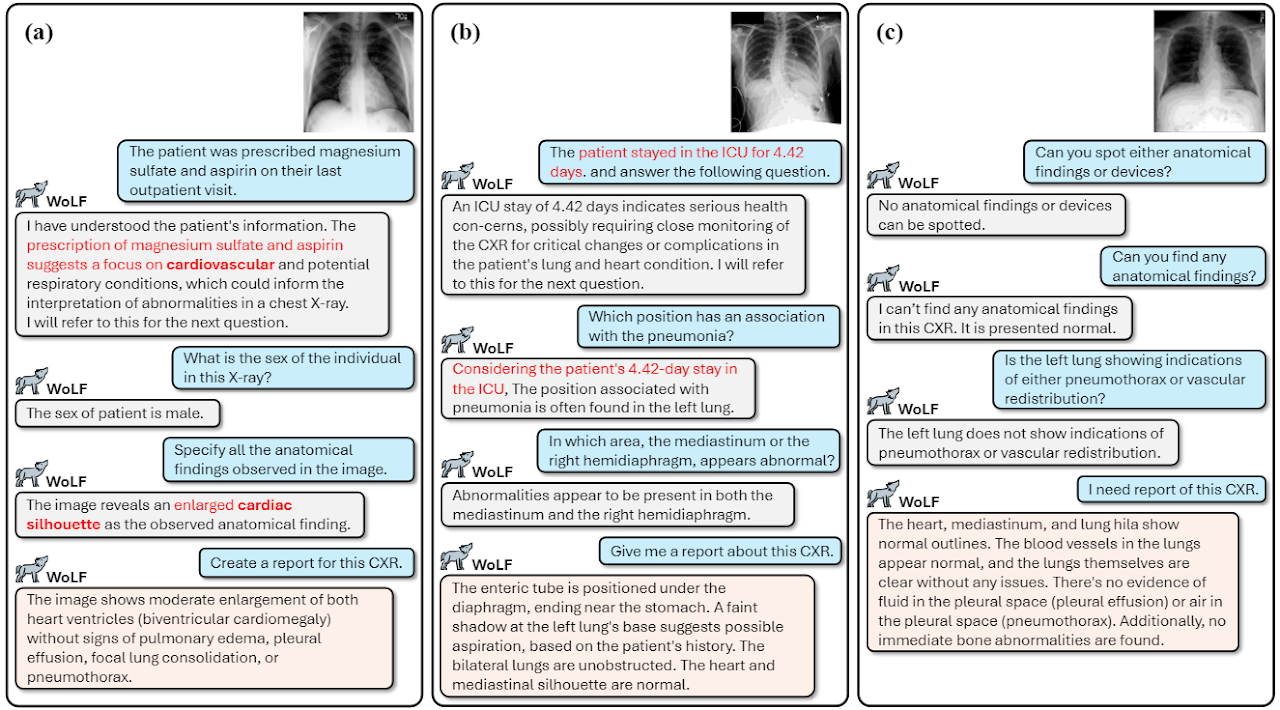 (a)
The patient was prescribed magnesium
sulfate and aspirin on their last
outpatient visit.
WoLF
I have understood the patient's information. The
prescription of magnesium sulfate and aspirin
suggests a focus on cardiovascular and potential
respiratory conditions, which could inform the
interpretation of abnormalities in a chest X-ray.
I will refer to this for the next question.
What is the sex of the individual
in this X-ray?
WoLF
The sex of patient is male.
Specify all the anatomical
findings observed in the image.
WoLF
The image reveals an enlarged cardiac
silhouette as the observed anatomical finding.
Create a report for this CXR.
WoLF
The image shows moderate enlargement of both
heart ventricles (biventricular cardiomegaly)
without signs of pulmonary edema, pleural
effusion, focal lung consolidation, or
pneumothorax.
(b)
The patient stayed in the ICU for 4.42
days. and answer the following question.
WoLF
An ICU stay of 4.42 days indicates serious health
con-cerns, possibly requiring close monitoring of
the CXR for critical changes or complications in
the patient's lung and heart condition. I will refer
to this for the next question.
Which position has an association
with the pneumonia?
WoLF
Considering the patient's 4.42-day stay in
the ICU, The position associated with
pneumonia is often found in the left lung.
In which area, the mediastinum or the
right hemidiaphragm, appears abnormal?
WoLF
Abnormalities appear to be present in both the
mediastinum and the right hemidiaphragm.
Give me a report about this CXR.
WoLF
The enteric tube is positioned under the
diaphragm, ending near the stomach. A faint
shadow at the left lung's base suggests possible
aspiration, based on the patient's history. The
bilateral lungs are unobstructed. The heart and
mediastinal silhouette are normal.
(c)
Can you spot either anatomical
findings or devices?
WoLF
No anatomical findings or devices
can be spotted.
Can you find any
anatomical findings?
WoLF
I can't find any anatomical findings
in this CXR. It is presented normal.
Is the left lung showing indications
of either pneumothorax or vascular
redistribution?
WoLF
The left lung does not show indications of
pneumothorax or vascular redistribution.
I need report of this CXR.
WoLF
The heart, mediastinum, and lung hila show
normal outlines. The blood vessels in the lungs
appear normal, and the lungs themselves are
clear without any issues. There's no evidence of
fluid in the pleural space (pleural effusion) or air in
the pleural space (pneumothorax). Additionally, no
immediate bone abnormalities are found.